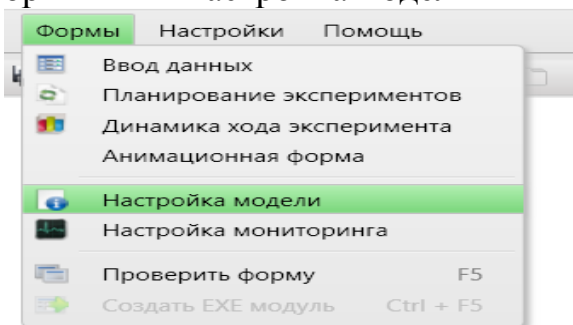 Формы Настройки Помощь
Ввод данных
Планирование экспериментов
Динамика хода эксперимента
Анимационная форма
Настройка модели
Настройка мониторинга
Проверить форму F5
Создать EXE модуль Ctrl + F5